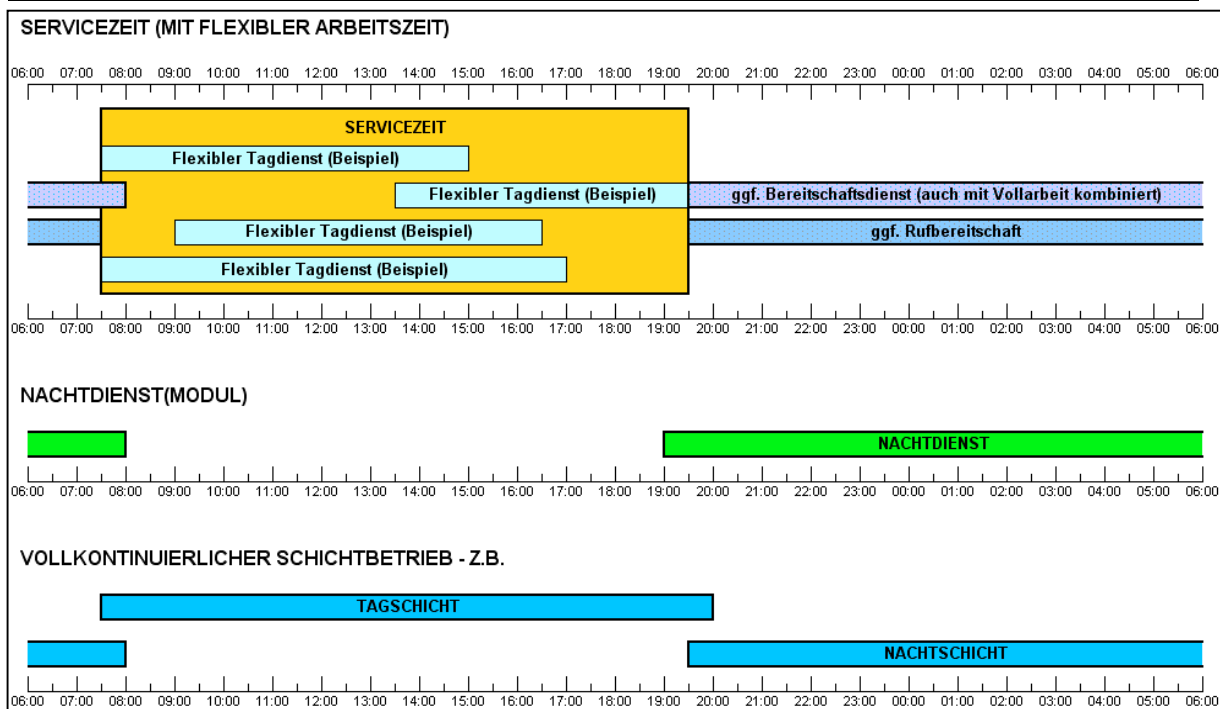 SERVICEZEIT (MIT FLEXIBLER ARBEITSZEIT)
06:00 07:00 08:00 09:00 10:00 11:00 12:00 13:00 14:00 15:00 16:00 17:00 18:00 19:00 20:00 21:00 22:00 23:00 00:00 01:00 02:00 03:00 04:00 05:00 06:00
SERVICEZEIT
Flexibler Tagdienst (Beispiel)
Flexibler Tagdienst (Beispiel) ggf. Bereitschaftsdienst (auch mit Vollarbeit kombiniert)
Flexibler Tagdienst (Beispiel) ggf. Rufbereitschaft
Flexibler Tagdienst (Beispiel)
06:00 07:00 08:00 09:00 10:00 11:00 12:00 13:00 14:00 15:00 16:00 17:00 18:00 19:00 20:00 21:00 22:00 23:00 00:00 01:00 02:00 03:00 04:00 05:00 06:00
NACHTDIENST(MODUL)
NACHTDIENST
06:00 07:00 08:00 09:00 10:00 11:00 12:00 13:00 14:00 15:00 16:00 17:00 18:00 19:00 20:00 21:00 22:00 23:00 00:00 01:00 02:00 03:00 04:00 05:00 06:00
VOLLKONTINUIERLICHER SCHICHTBETRIEB - Z.B.
TAGSCHICHT
NACHTSCHICHT
06:00 07:00 08:00 09:00 10:00 11:00 12:00 13:00 14:00 15:00 16:00 17:00 18:00 19:00 20:00 21:00 22:00 23:00 00:00 01:00 02:00 03:00 04:00 05:00 06:00